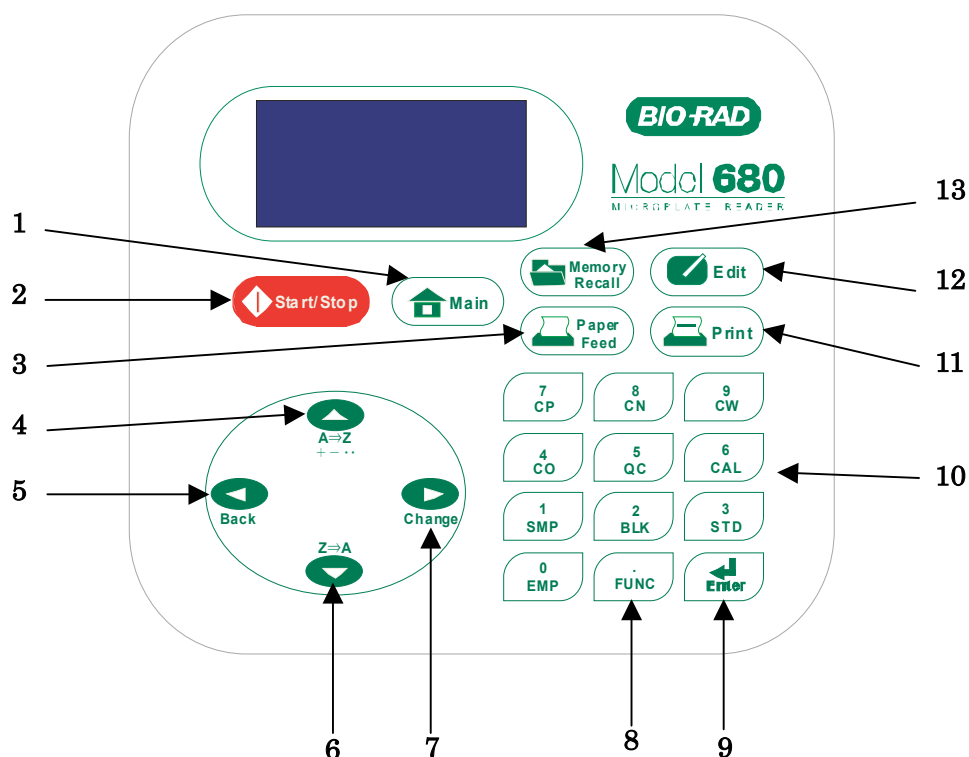 BIO-RAD
Model 680
MICROPLATE READER
1
2
3
4
5
6
7
8
9
10
11
12
13
Start/Stop
Main
Memory
Recall
Edit
Paper
Feed
Print
A⇒Z
+ − · ·
Back
Change
Z⇒A
7
CP
8
CN
9
CW
4
CO
5
QC
6
CAL
1
SMP
2
BLK
3
STD
0
EMP
.
FUNC
Enter